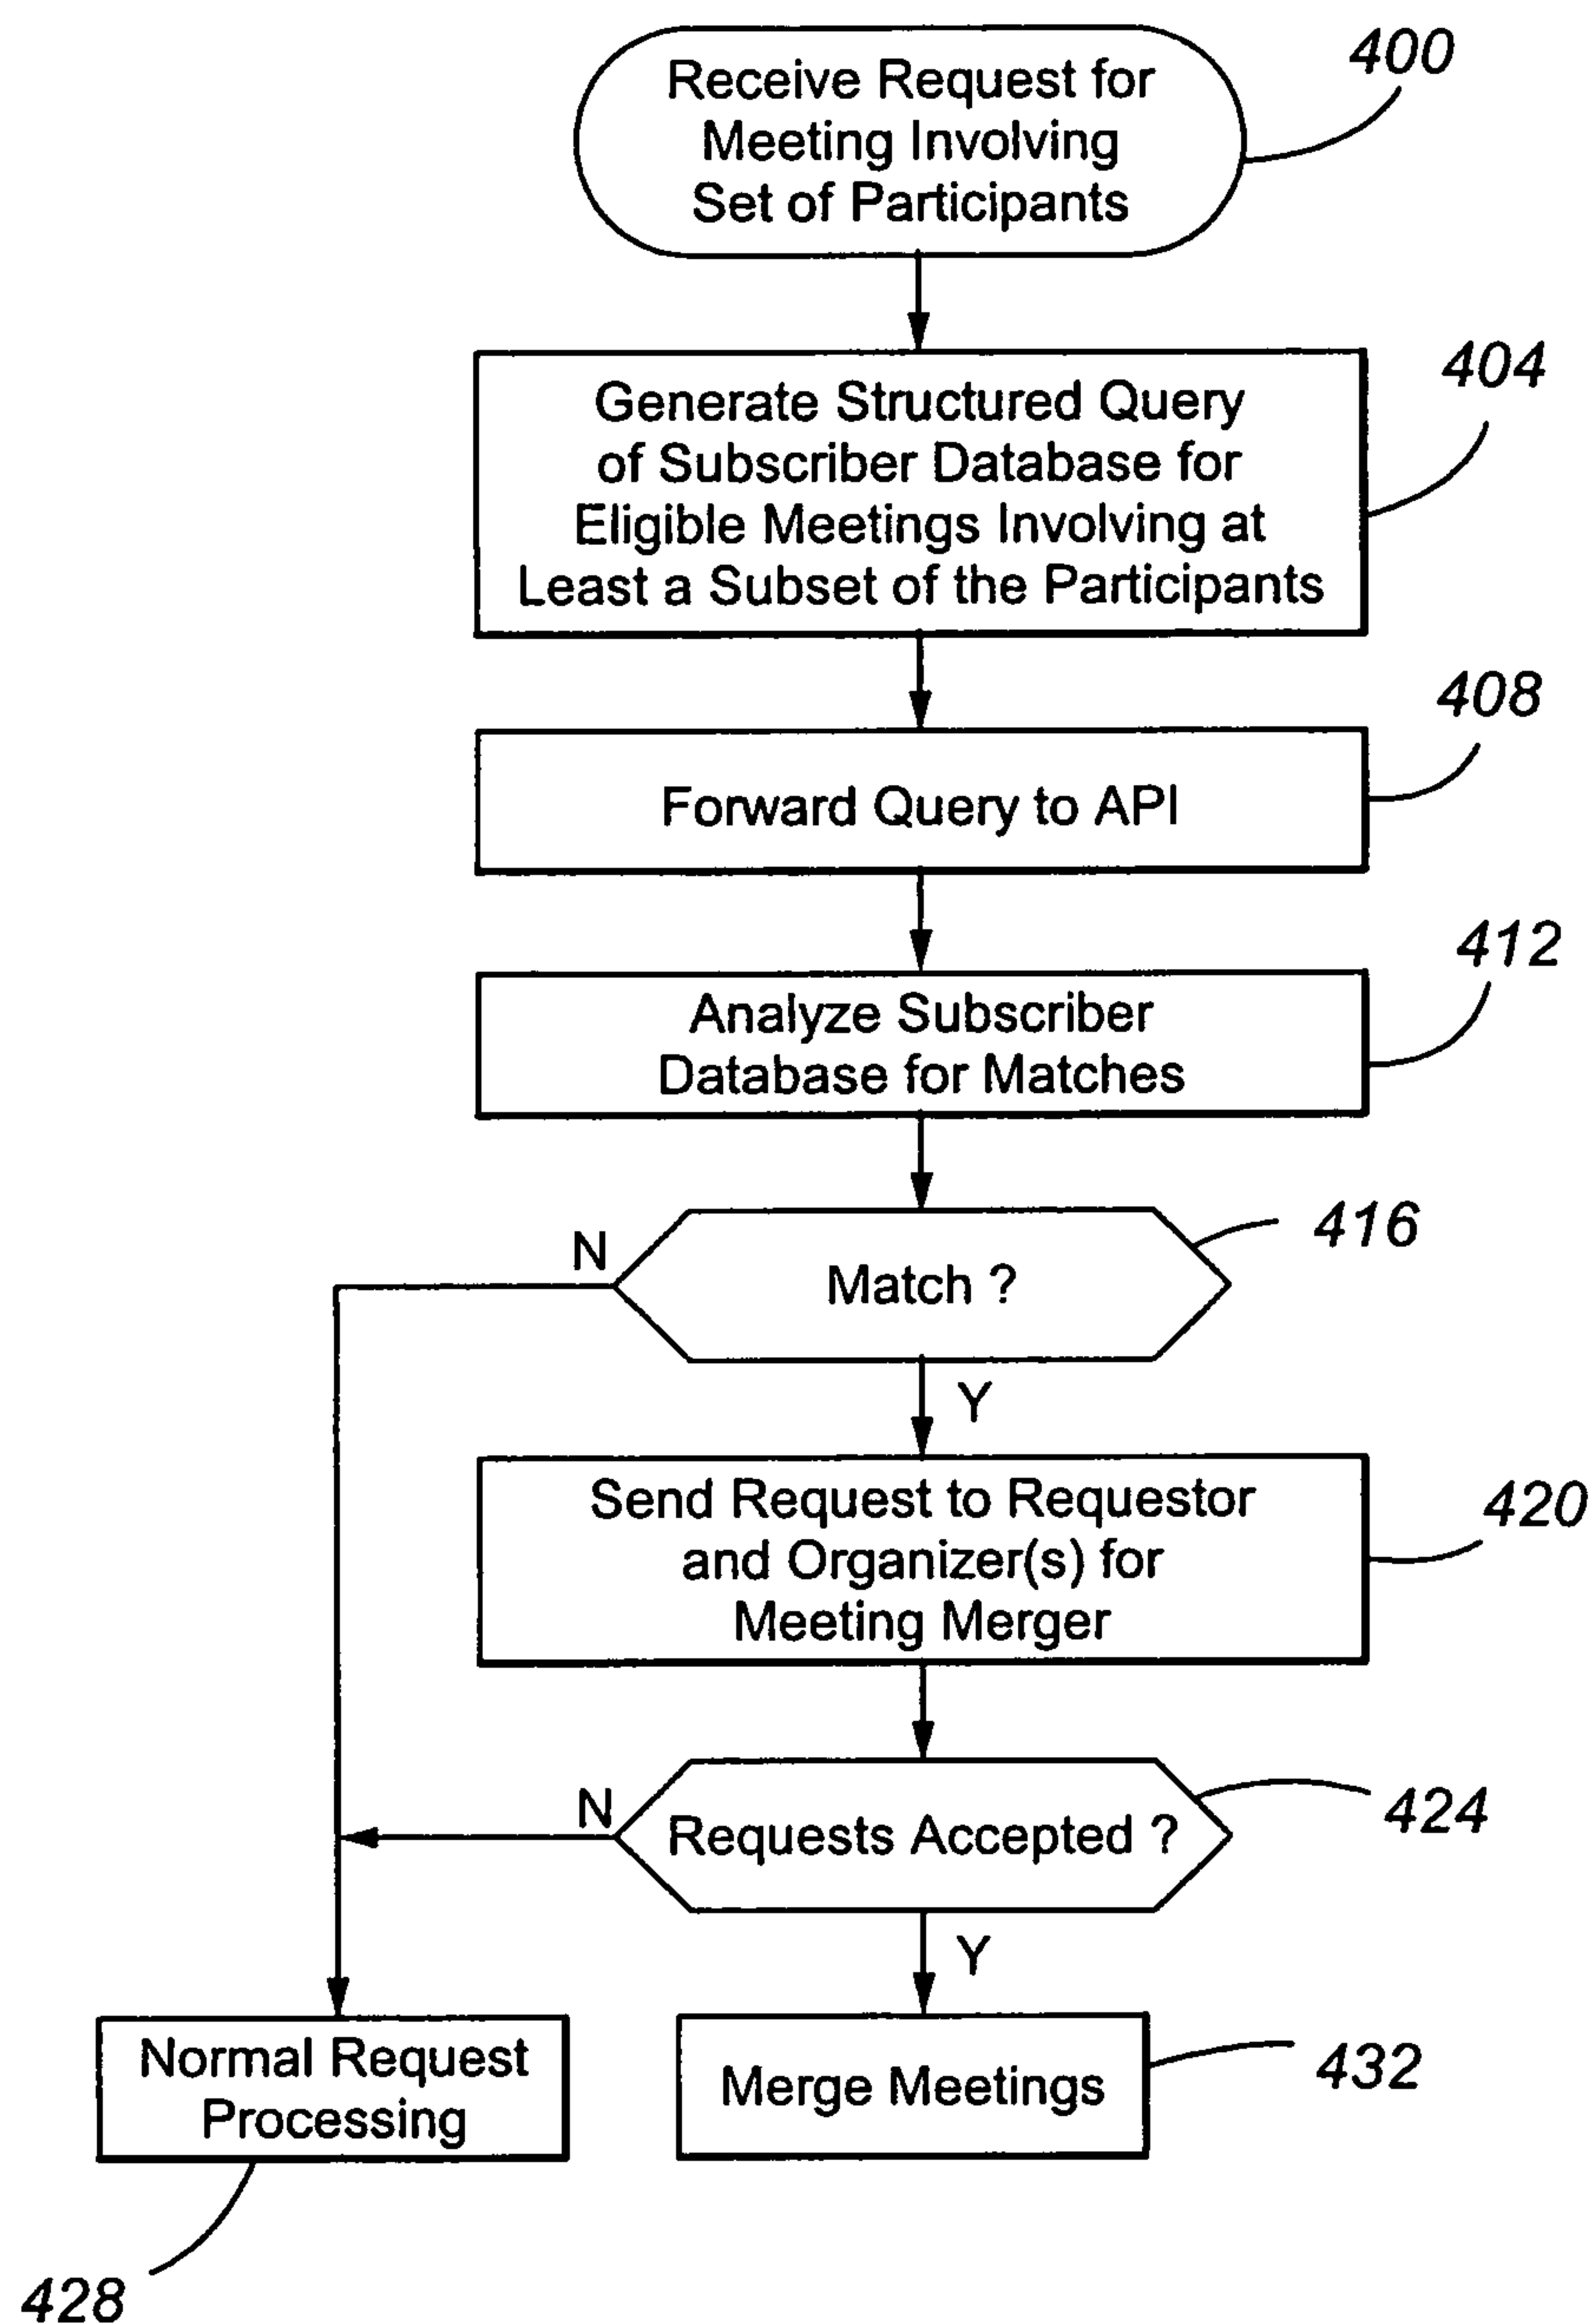 Receive Request for
Meeting Involving
Set of Participants
400
Generate Structured Query
of Subscriber Database for
Eligible Meetings Involving at
Least a Subset of the Participants
404
Forward Query to API
408
Analyze Subscriber
Database for Matches
412
Match ?
416
N
Y
Send Request to Requestor
and Organizer(s) for
Meeting Merger
420
Requests Accepted ?
424
N
Y
Normal Request
Processing
428
Merge Meetings
432